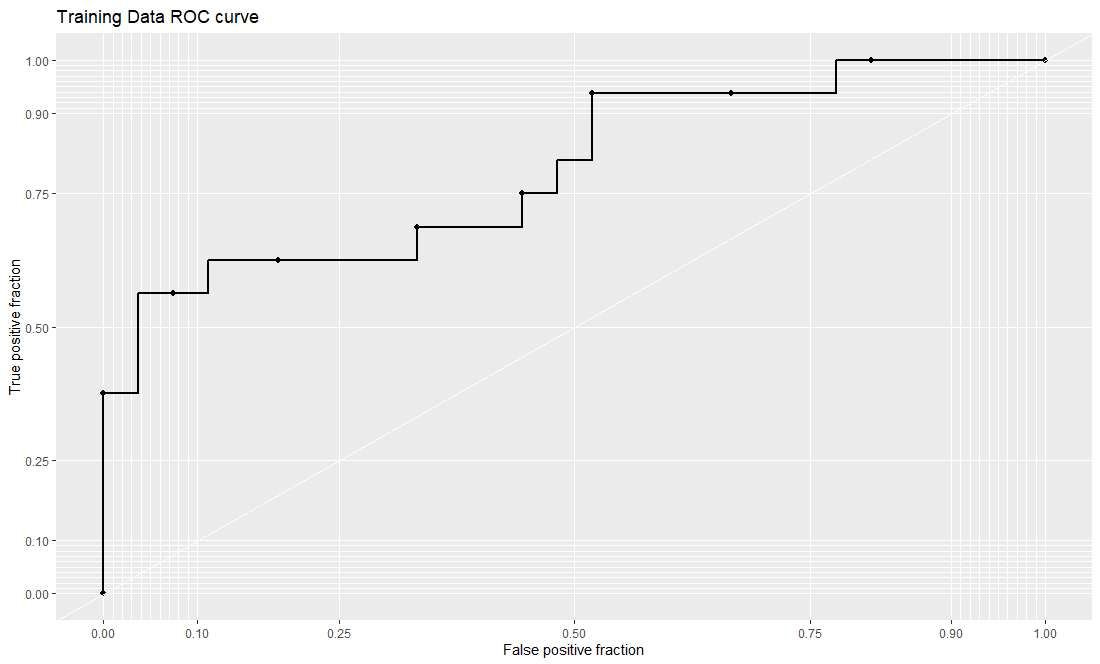 Training Data ROC curve
True positive fraction
1.00
0.90
0.75
0.50
0.25
0.10
0.00
0.00 0.10 0.25 0.50 0.75 0.90 1.00
False positive fraction